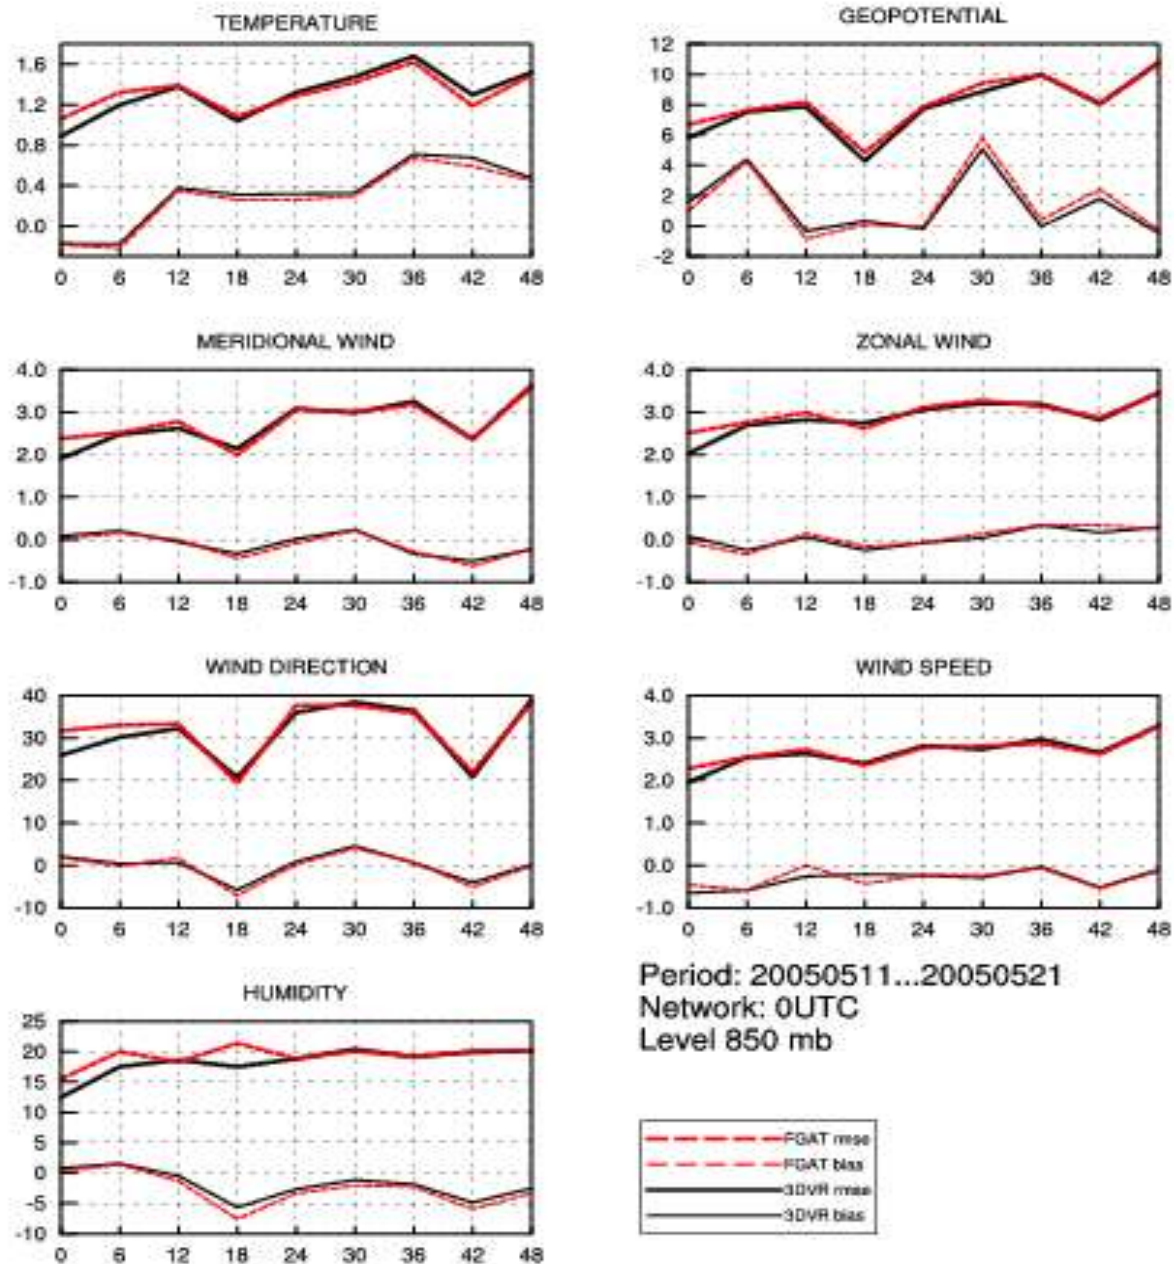 TEMPERATURE
1.6
1.2
0.8
0.4
0.0
0 6 12 18 24 30 36 42 48
GEOPOTENTIAL
12
10
8
6
4
2
0
-2
0 6 12 18 24 30 36 42 48
MERIDIONAL WIND
4.0
3.0
2.0
1.0
0.0
-1.0
0 6 12 18 24 30 36 42 48
ZONAL WIND
4.0
3.0
2.0
1.0
0.0
-1.0
0 6 12 18 24 30 36 42 48
WIND DIRECTION
40
30
20
10
0
-10
0 6 12 18 24 30 36 42 48
WIND SPEED
4.0
3.0
2.0
1.0
0.0
-1.0
0 6 12 18 24 30 36 42 48
HUMIDITY
25
20
15
10
5
0
-5
-10
0 6 12 18 24 30 36 42 48
Period: 20050511...20050521
Network: 0UTC
Level 850 mb
FGAT rmse
FGAT bias
3DVR rmse
3DVR bias